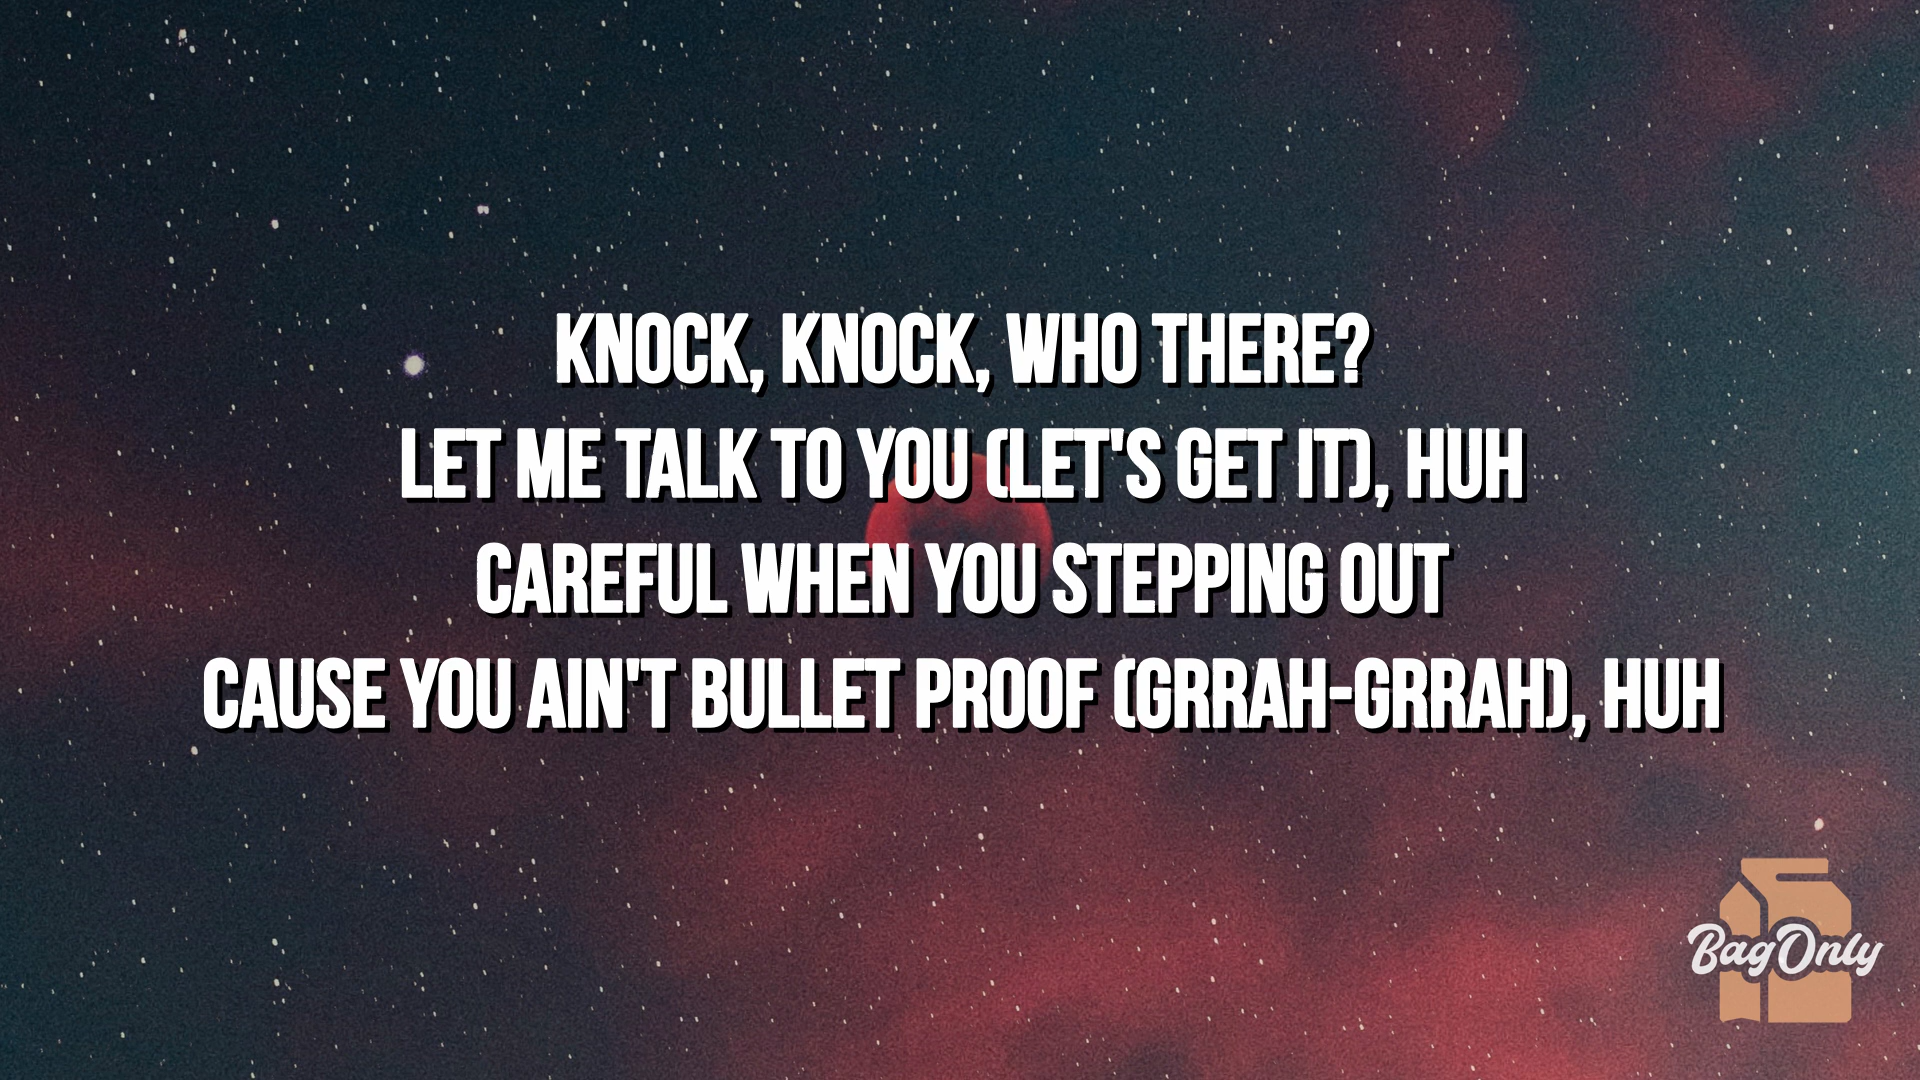 KNOCK, KNOCK, WHO THERE?
LET ME TALK TO YOU (LET'S GET IT), HUH
CAREFUL WHEN YOU STEPPING OUT
CAUSE YOU AIN'T BULLET PROOF (GRRAH-GRRAH), HUH
BagOnly